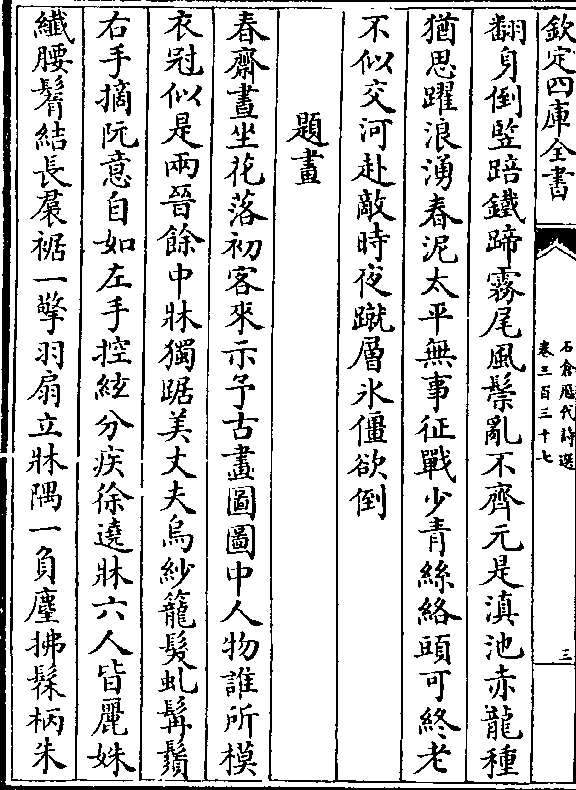 欽定四庫全書
石倉歴代詩選
卷三百三十七
三
翻身倒竪踣鐵蹄霧尾風鬃亂不齊元是滇池赤龍種
猶思躍浪湧春泥太平無事征戰少青絲絡頭可終老
不似交河赴敵時夜蹴層氷僵欲倒
題畫
春齋晝坐花落初客來示予古畫圖圖中人物誰所模
衣冠似是兩晉餘中牀獨踞美丈夫烏紗籠髮虬髯鬚
右手摘阮意自如左手控絃分疾徐遶牀六人皆麗姝
纎腰鬌結長羣裾一擎羽扇立牀隅一負麈拂髹柄朱